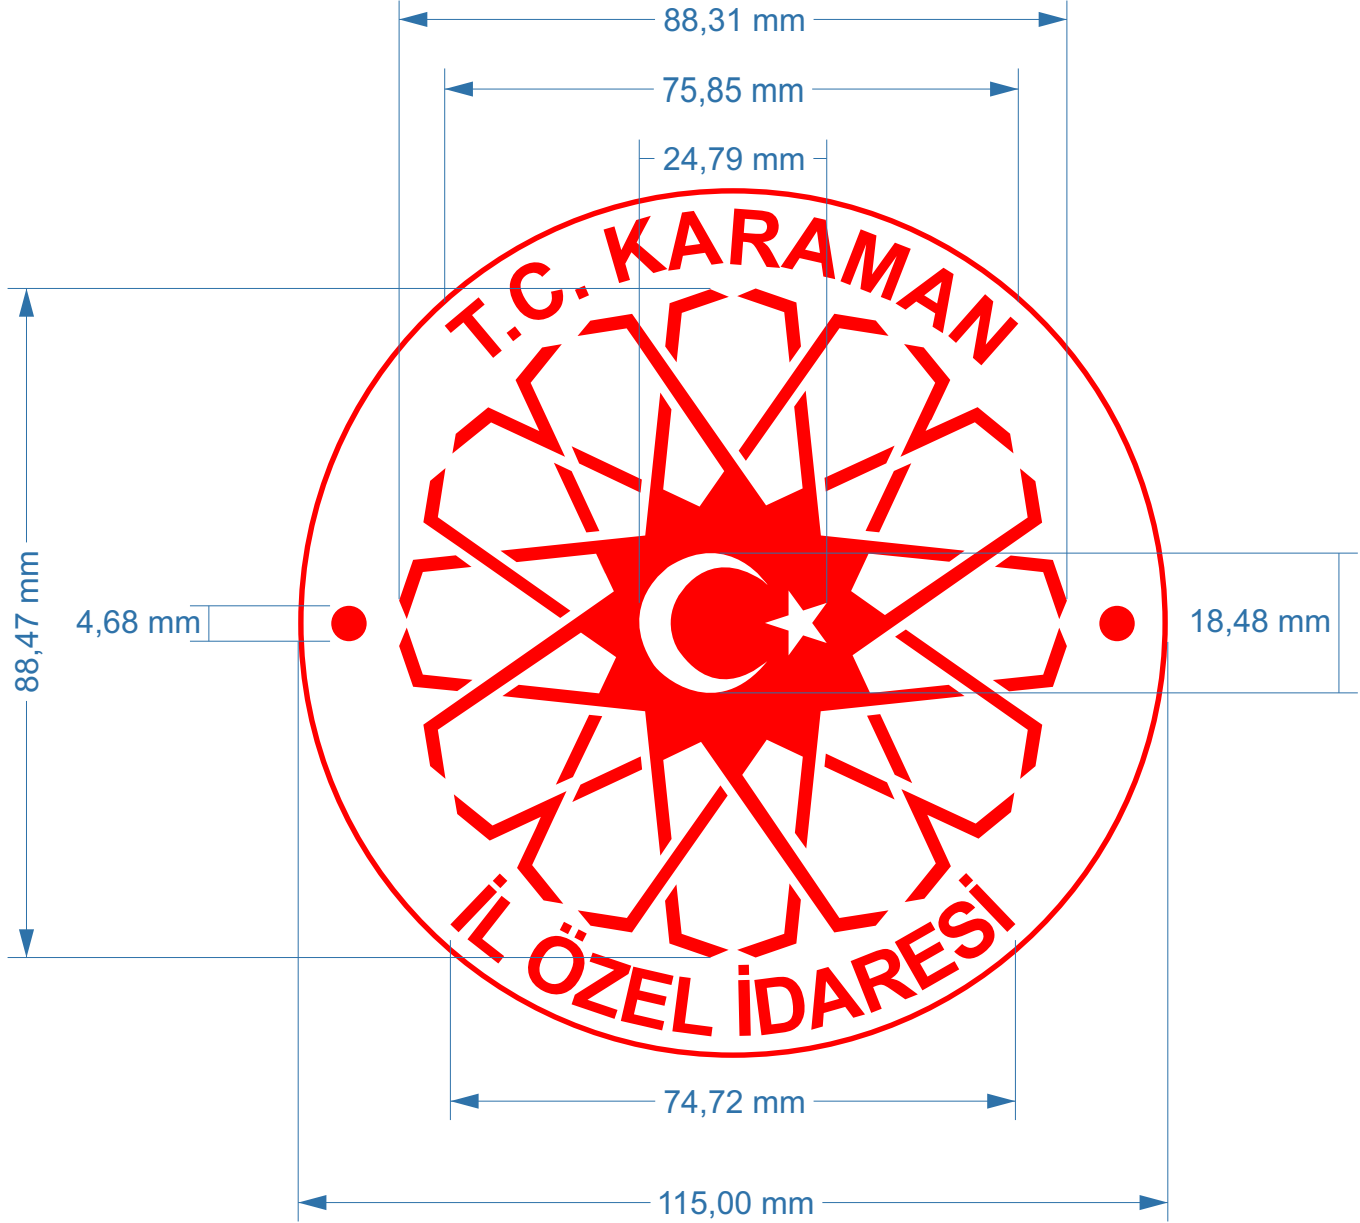 88,31 mm
75,85 mm
24,79 mm
T.C. KARAMAN
88,47 mm
4,68 mm
18,48 mm
İL ÖZEL İDARESİ
74,72 mm
115,00 mm